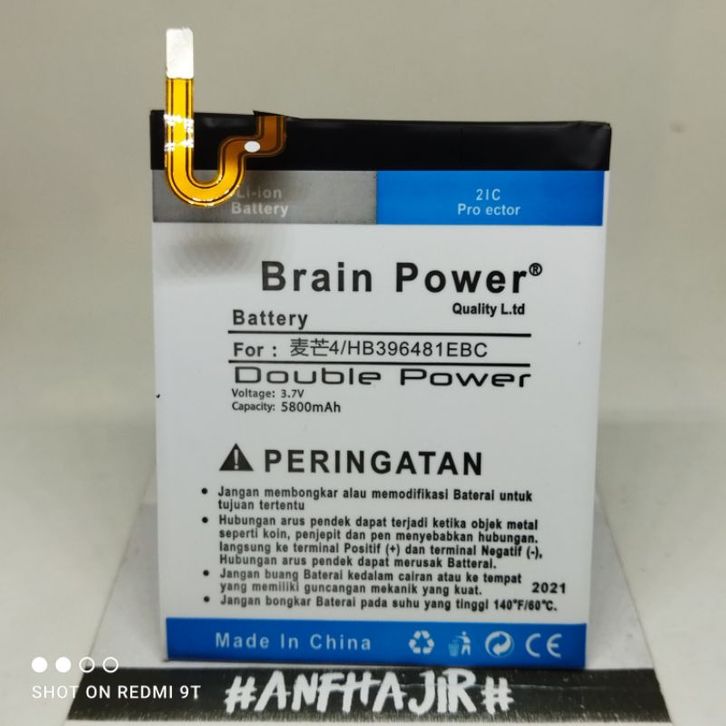 Li-ion
Battery
2IC
Pro ector
Brain Power®
Quality L.td
Battery
For : 麦芒4/HB396481EBC
Double Power
Voltage: 3.7V
Capacity: 5800mAh
PERINGATAN
• Jangan membongkar alau memodifikasi Baterai untuk
tujuan tertentu
• Hubungan arus pendek dapat terjadi ketika objek metal
seperti koin, penjepit dan pen menyebabkan hubungan.
langsung ke terminal Positif (+) dan terminal Negatif (-),
Hubungan arus pendek dapat merusak Batterai.
• Jangan buang Baterai kedalam cairan atau ke tempat
yang memiliki guncangan mekanik yang kuat.
2021
• Jangan bongkar Baterai pada suhu yang tinggi 140°F/60°C.
Made In China
CE
SHOT ON REDMI 9T
#ANFHAJIR#